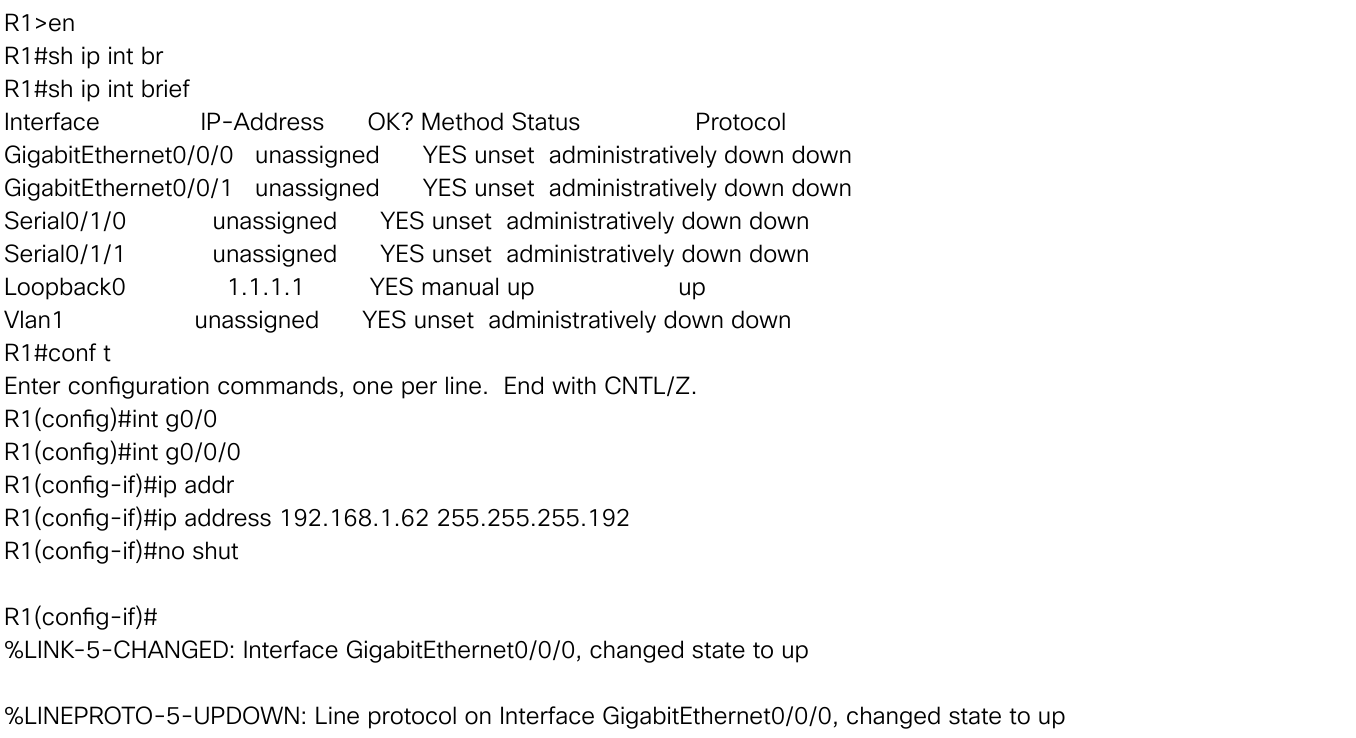 R1>en
R1#sh ip int br
R1#sh ip int brief
Interface              IP-Address      OK? Method Status                Protocol
GigabitEthernet0/0/0   unassigned      YES unset  administratively down down
GigabitEthernet0/0/1   unassigned      YES unset  administratively down down
Serial0/1/0            unassigned      YES unset  administratively down down
Serial0/1/1            unassigned      YES unset  administratively down down
Loopback0              1.1.1.1         YES manual up                    up
Vlan1                  unassigned      YES unset  administratively down down
R1#conf t
Enter configuration commands, one per line.  End with CNTL/Z.
R1(config)#int g0/0
R1(config)#int g0/0/0
R1(config-if)#ip addr
R1(config-if)#ip address 192.168.1.62 255.255.255.192
R1(config-if)#no shut

R1(config-if)#
%LINK-5-CHANGED: Interface GigabitEthernet0/0/0, changed state to up

%LINEPROTO-5-UPDOWN: Line protocol on Interface GigabitEthernet0/0/0, changed state to up